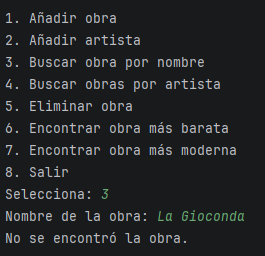 1. Añadir obra
2. Añadir artista
3. Buscar obra por nombre
4. Buscar obras por artista
5. Eliminar obra
6. Encontrar obra más barata
7. Encontrar obra más moderna
8. Salir
Selecciona: 3
Nombre de la obra: La Gioconda
No se encontró la obra.